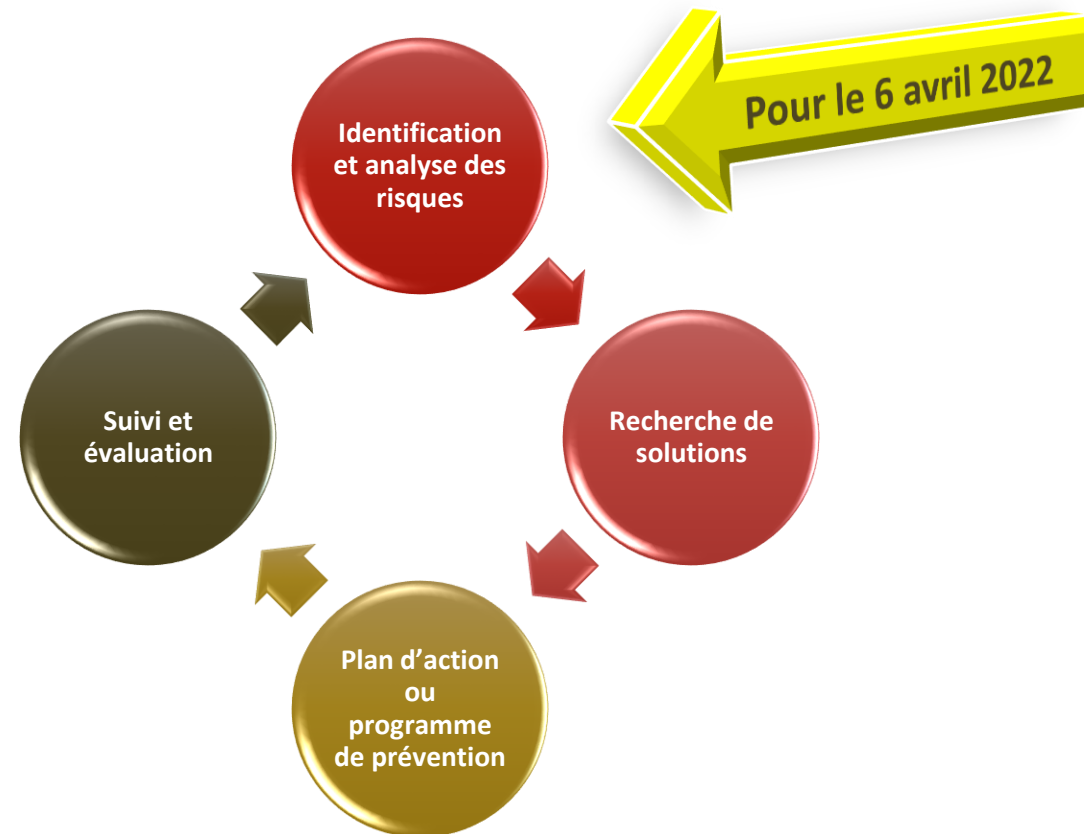 Pour le 6 avril 2022
Identification
et analyse des
risques
Recherche de
solutions
Plan d’action
ou
programme
de prévention
Suivi et
évaluation